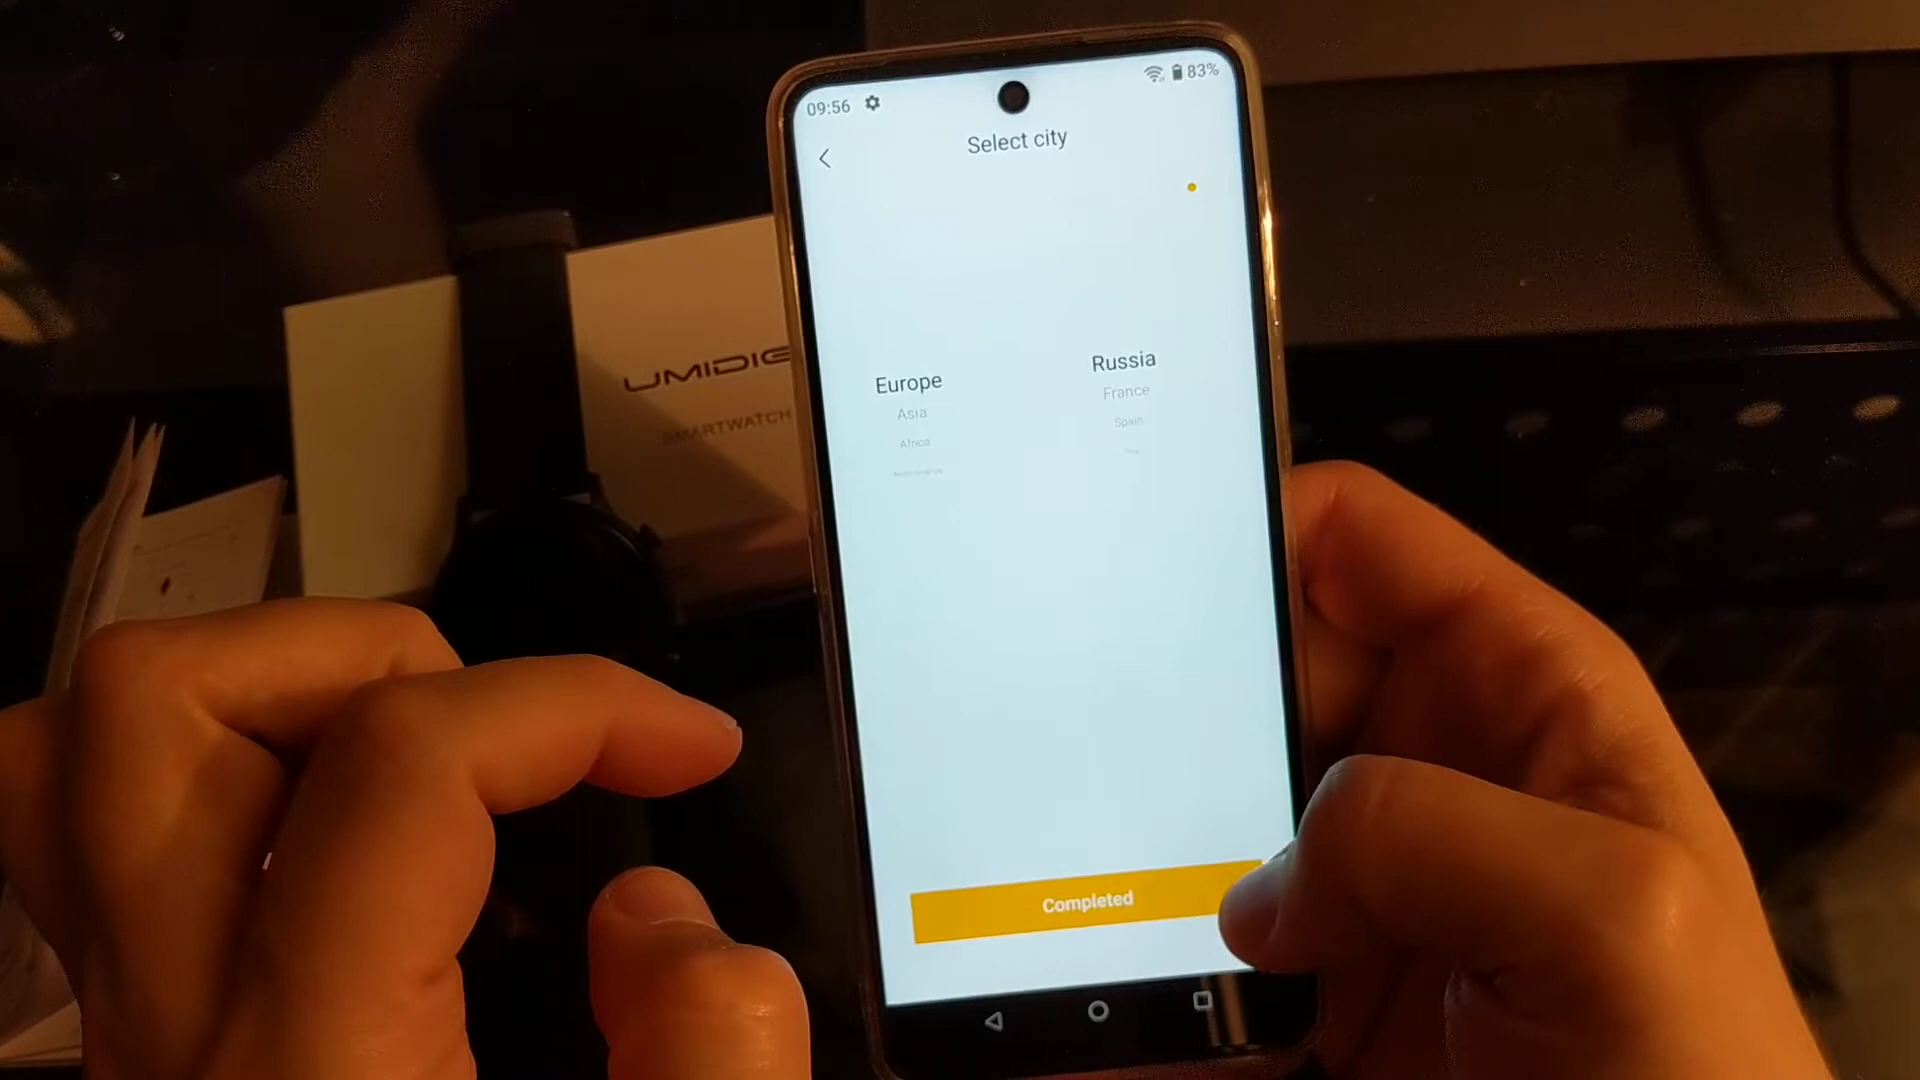 09:56
83%
Select city
Europe
Asia
Africa
Russia
France
Spain
Completed
UMIDIG
SMARTWATCH